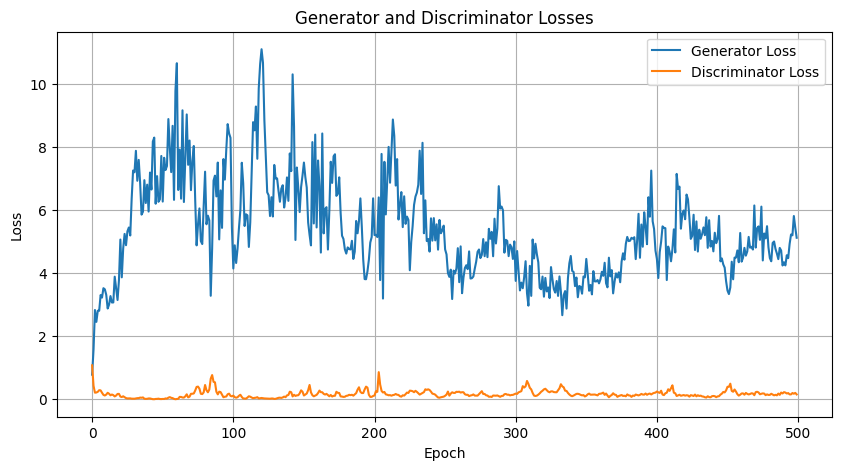 Generator and Discriminator Losses
Generator Loss
Discriminator Loss
Loss
10
8
6
4
2
0
0
100
200
300
400
500
Epoch